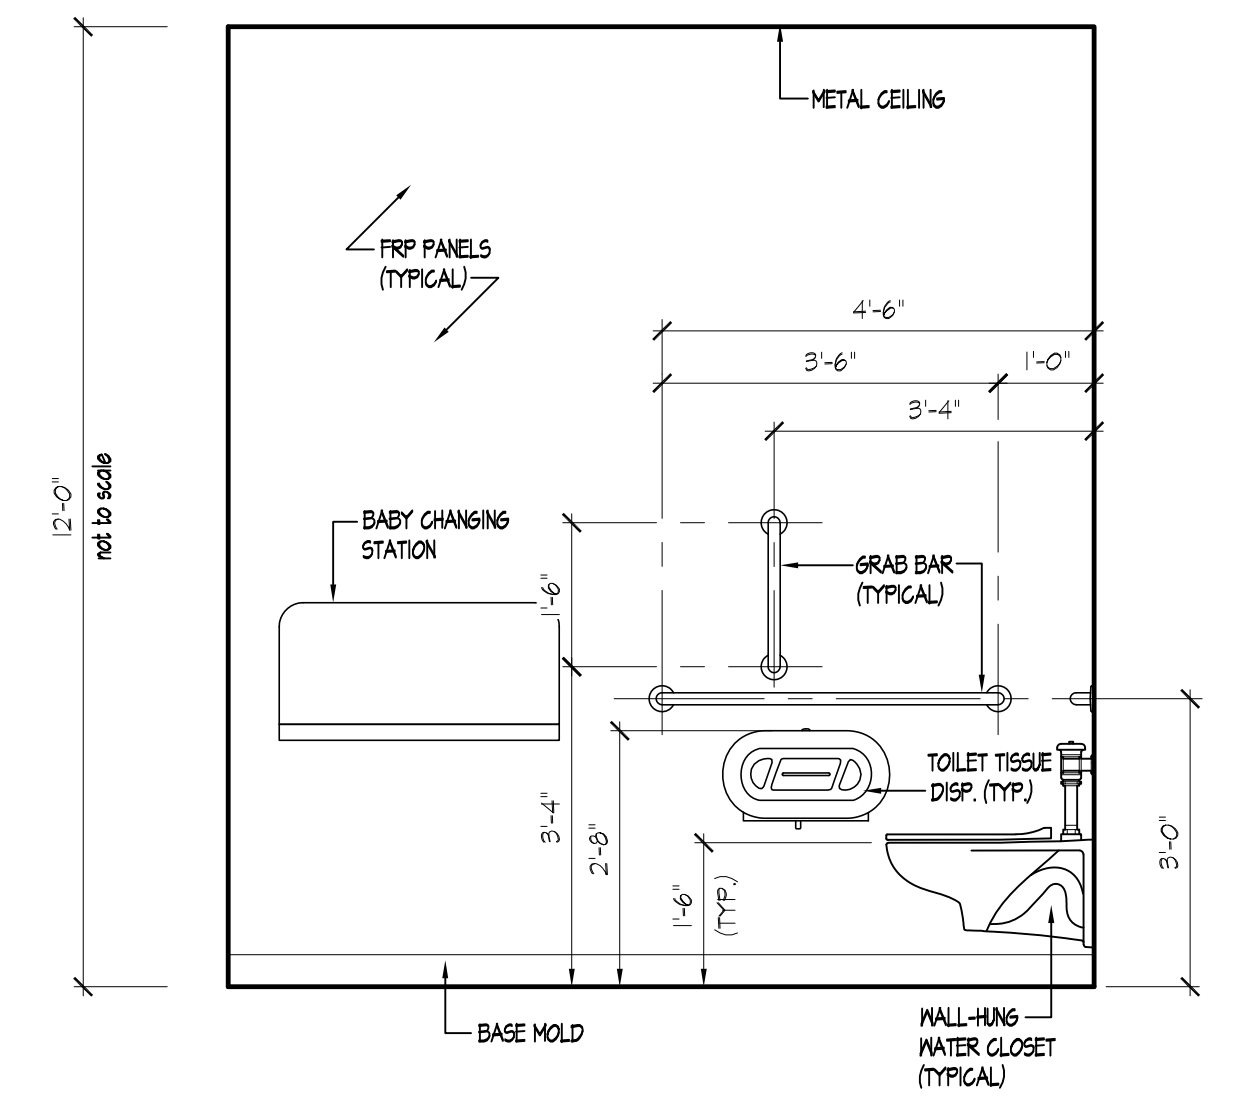 METAL CEILING
FRP PANELS
(TYPICAL)
4'-6"
3'-6"
1'-0"
3'-4"
12'-0"
not to scale
BABY CHANGING
STATION
1'-6"
GRAB BAR
(TYPICAL)
TOILET TISSUE
DISP. (TYP.)
3'-4"
2'-8"
1'-6"
(TYP.)
3'-0"
BASE MOLD
WALL-HUNG
WATER CLOSET
(TYPICAL)